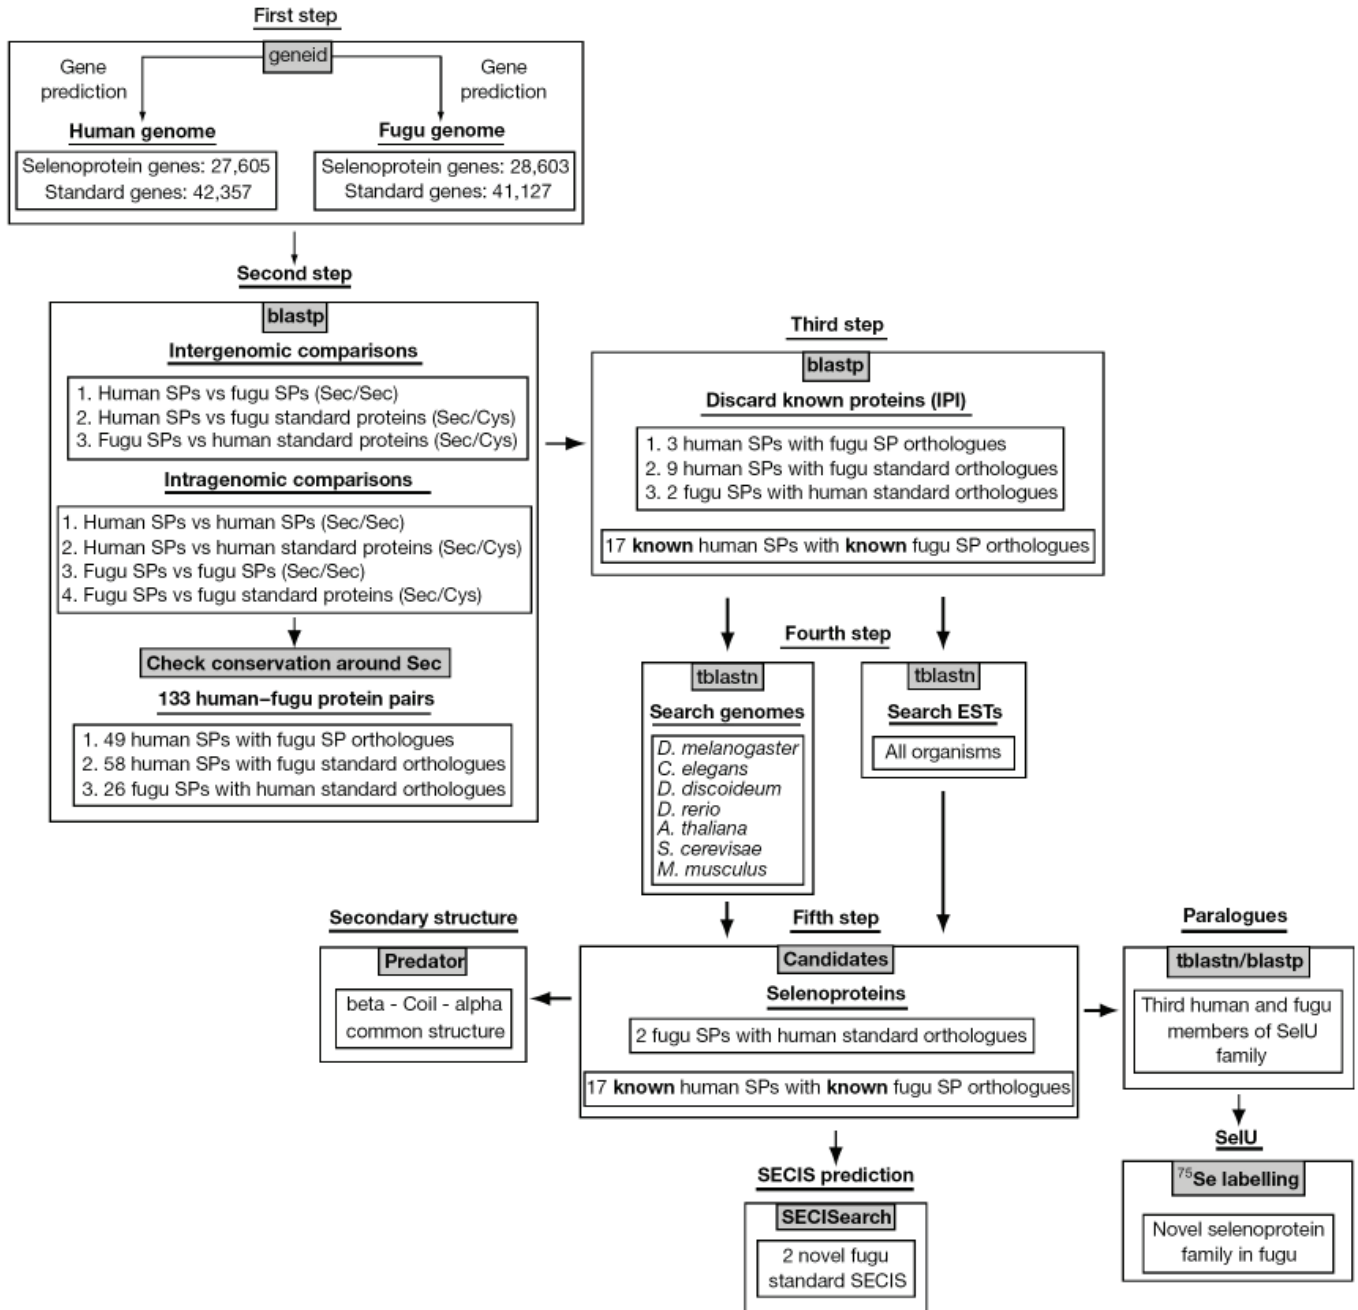 First step
geneid
Gene
prediction
Gene
prediction
Human genome
Fugu genome
Selenoprotein genes: 27,605
Standard genes: 42,357
Selenoprotein genes: 28,603
Standard genes: 41,127
Second step
blastp
Intergenomic comparisons
1. Human SPs vs fugu SPs (Sec/Sec)
2. Human SPs vs fugu standard proteins (Sec/Cys)
3. Fugu SPs vs human standard proteins (Sec/Cys)
Intragenomic comparisons
1. Human SPs vs human SPs (Sec/Sec)
2. Human SPs vs human standard proteins (Sec/Cys)
3. Fugu SPs vs fugu SPs (Sec/Sec)
4. Fugu SPs vs fugu standard proteins (Sec/Cys)
Check conservation around Sec
133 human–fugu protein pairs
1. 49 human SPs with fugu SP orthologues
2. 58 human SPs with fugu standard orthologues
3. 26 fugu SPs with human standard orthologues
Third step
blastp
Discard known proteins (IPI)
1. 3 human SPs with fugu SP orthologues
2. 9 human SPs with fugu standard orthologues
3. 2 fugu SPs with human standard orthologues
17 known human SPs with known fugu SP orthologues
Fourth step
tblastn
Search genomes
D. melanogaster
C. elegans
D. discoideum
D. rerio
A. thaliana
S. cerevisae
M. musculus
tblastn
Search ESTs
All organisms
Fifth step
Candidates
Selenoproteins
2 fugu SPs with human standard orthologues
17 known human SPs with known fugu SP orthologues
Secondary structure
Predator
beta - Coil - alpha
common structure
Paralogues
tblastn/blastp
Third human and fugu
members of SelU
family
SelU
⁷⁵Se labelling
Novel selenoprotein
family in fugu
SECIS prediction
SECISearch
2 novel fugu
standard SECIS